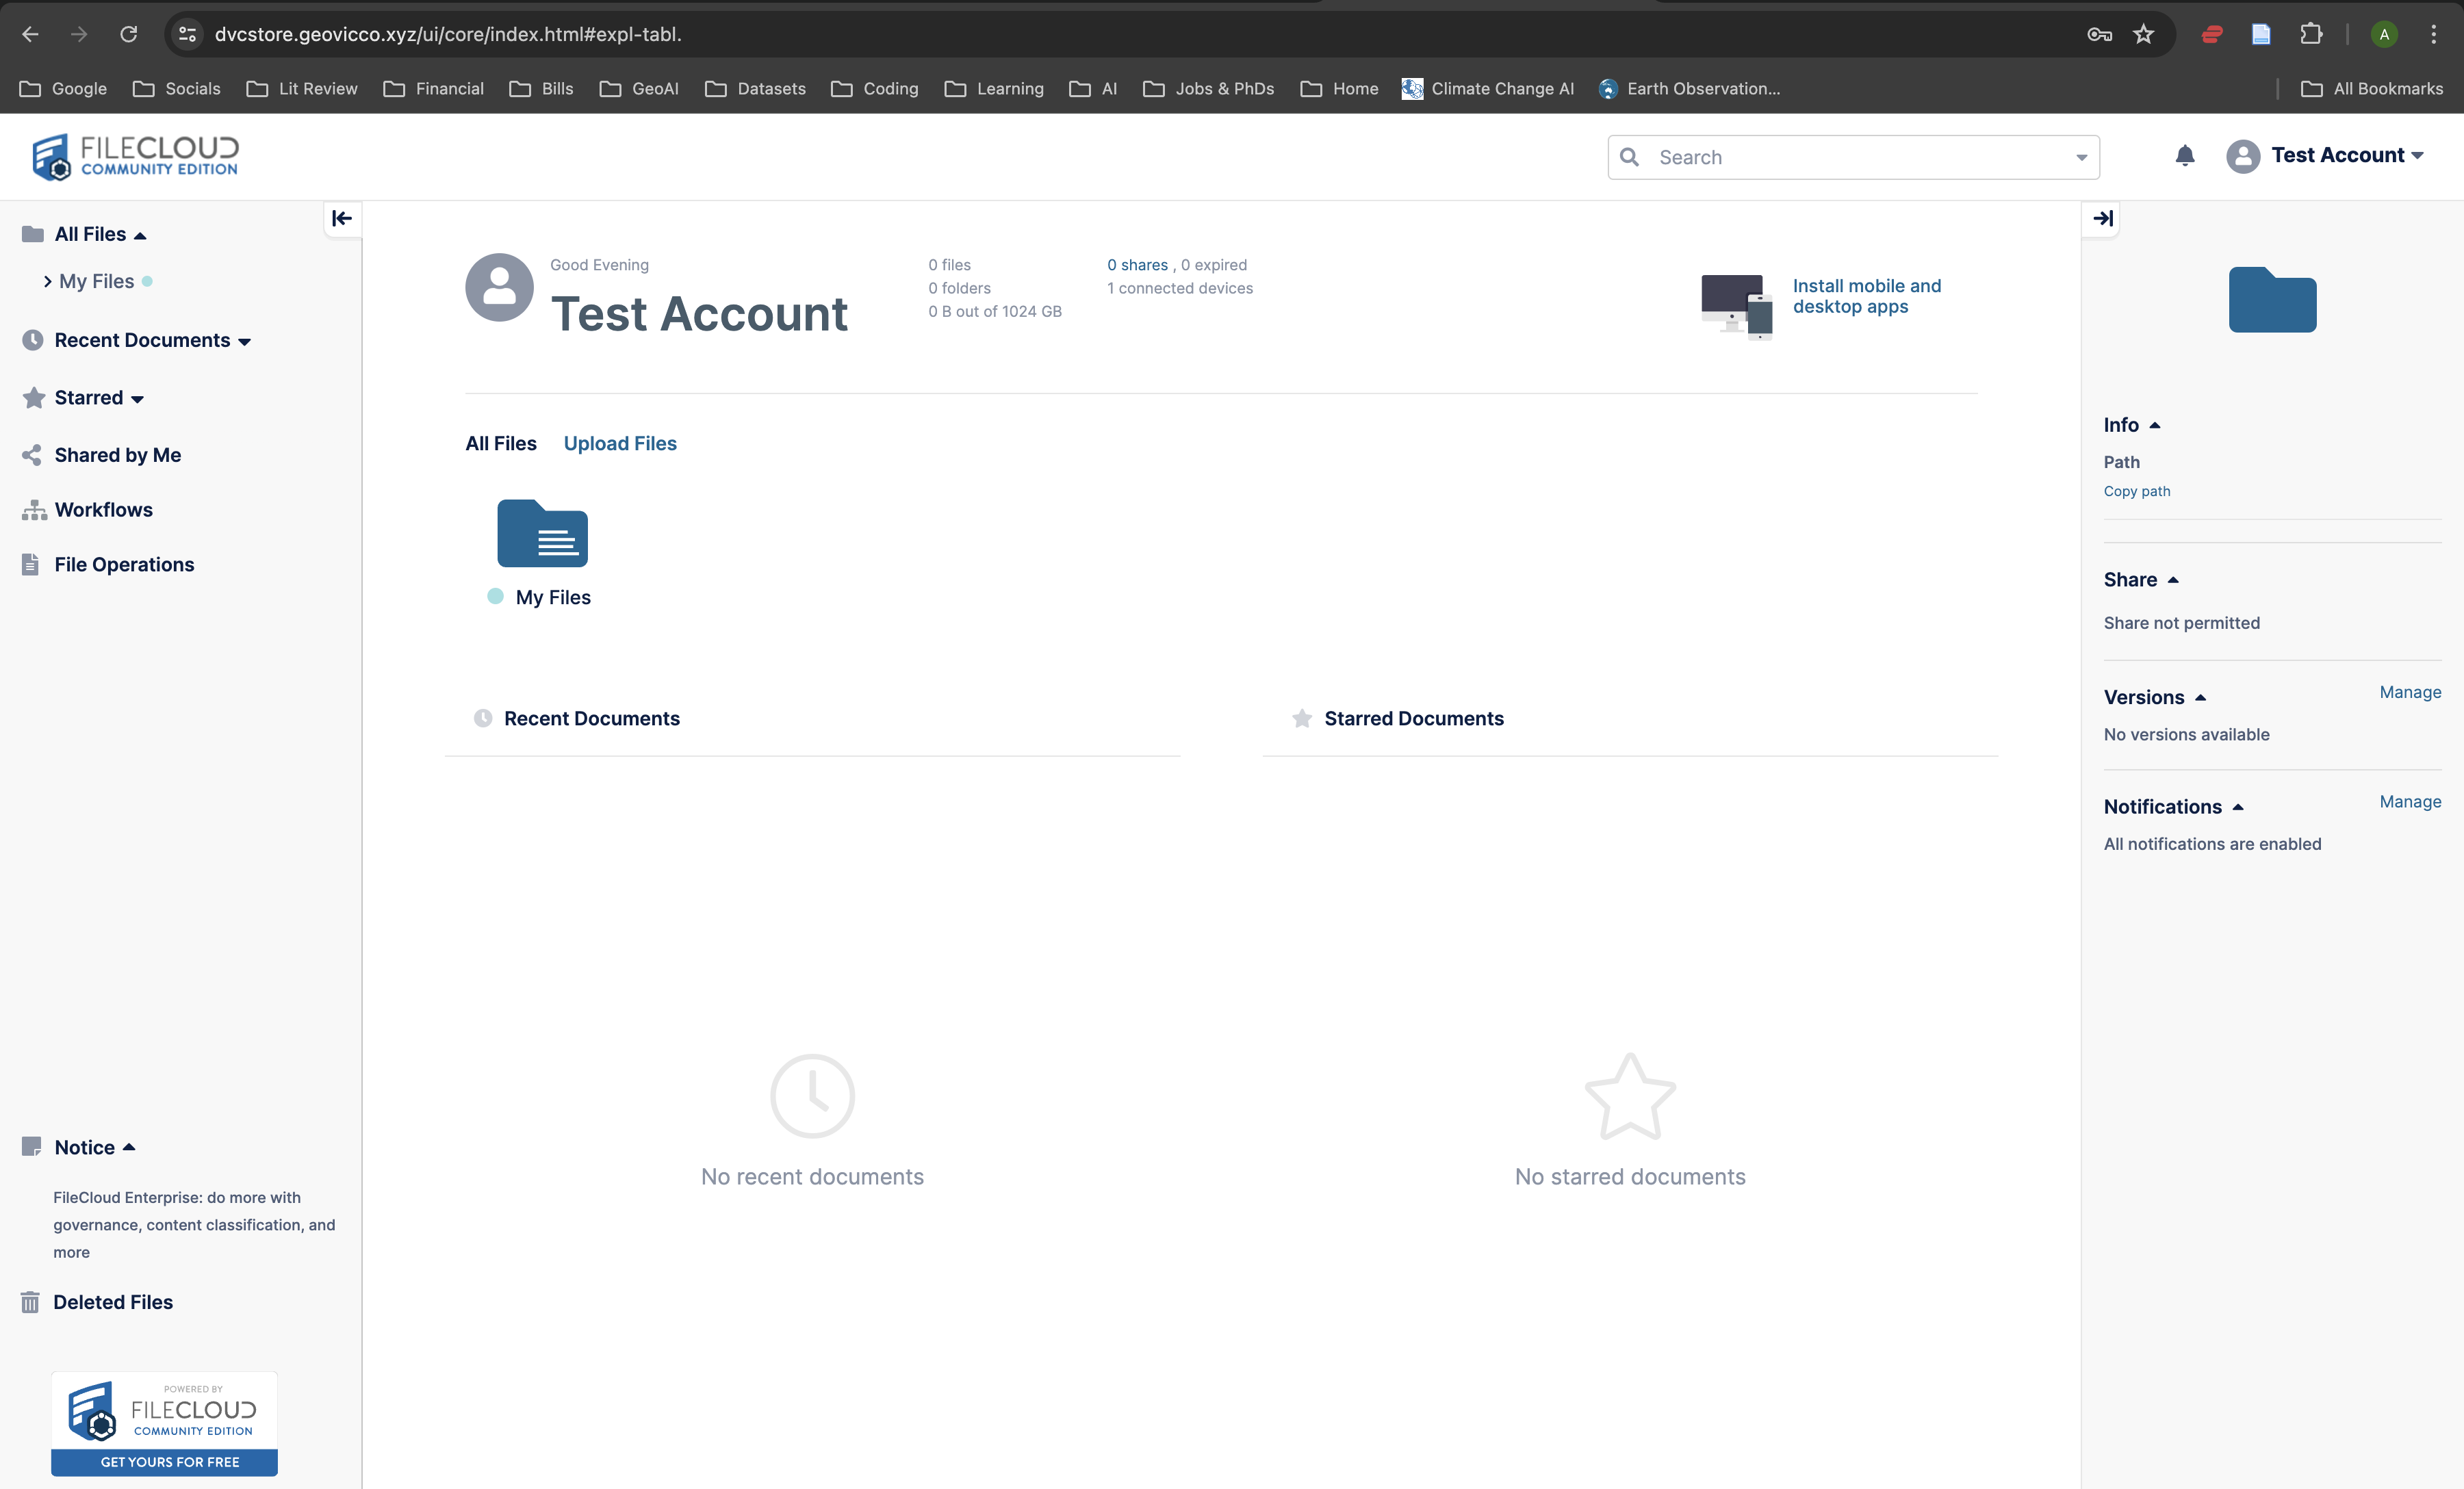 dvcstore.geovicco.xyz/ui/core/index.html#expl-tabl.
A
Google
Socials
Lit Review
Financial
Bills
GeoAI
Datasets
Coding
Learning
AI
Jobs & PhDs
Home
Climate Change AI
Earth Observation...
All Bookmarks
FILECLOUD
COMMUNITY EDITION
Search
Test Account
All Files
My Files
Recent Documents
Starred
Shared by Me
Workflows
File Operations
Notice
FileCloud Enterprise: do more with
governance, content classification, and
more
Deleted Files
POWERED BY
FILECLOUD
COMMUNITY EDITION
GET YOURS FOR FREE
Good Evening
Test Account
0 files
0 folders
0 B out of 1024 GB
0 shares , 0 expired
1 connected devices
Install mobile and
desktop apps
All Files
Upload Files
My Files
Recent Documents
No recent documents
Starred Documents
No starred documents
Info
Path
Copy path
Share
Share not permitted
Versions
Manage
No versions available
Notifications
Manage
All notifications are enabled